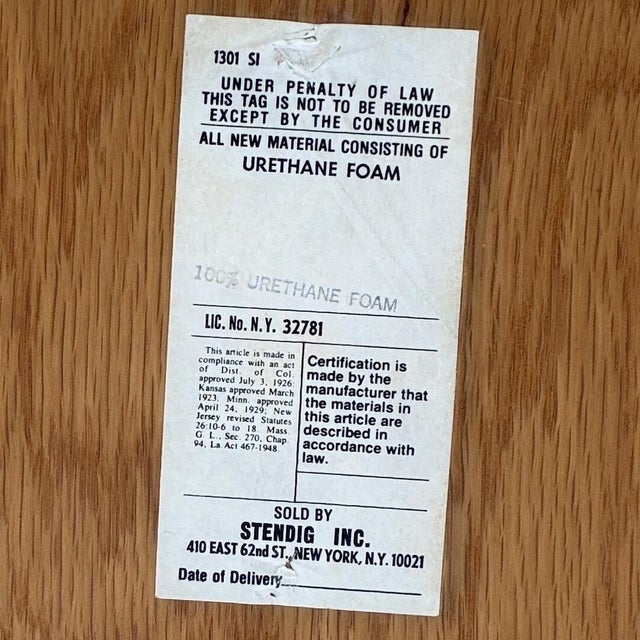 1301 SI
UNDER PENALTY OF LAW
THIS TAG IS NOT TO BE REMOVED
EXCEPT BY THE CONSUMER
ALL NEW MATERIAL CONSISTING OF
URETHANE FOAM
100% URETHANE FOAM
LIC. No. N.Y. 32781
This article is made in
compliance with an act
of Dist. of Col.
approved July 3, 1926;
Kansas approved March
1923; Minn. approved
April 24, 1929; New
Jersey revised Statutes
26:10-6 to 18. Mass.
G. L., Sec. 270, Chap.
94, La. Act 467-1948.
Certification is
made by the
manufacturer that
the materials in
this article are
described in
accordance with
law.
SOLD BY
STENDIG INC.
410 EAST 62nd ST., NEW YORK, N.Y. 10021
Date of Delivery